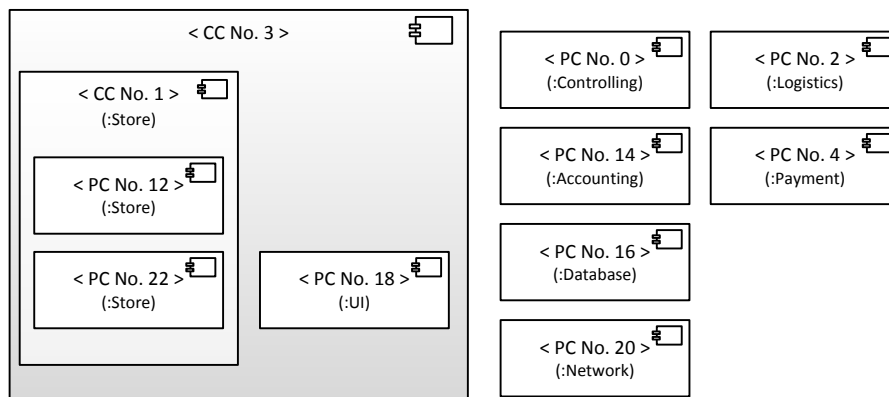 < CC No. 3 >
< CC No. 1 >
(:Store)
< PC No. 12 >
(:Store)
< PC No. 22 >
(:Store)
< PC No. 18 >
(:UI)
< PC No. 0 >
(:Controlling)
< PC No. 2 >
(:Logistics)
< PC No. 14 >
(:Accounting)
< PC No. 4 >
(:Payment)
< PC No. 16 >
(:Database)
< PC No. 20 >
(:Network)